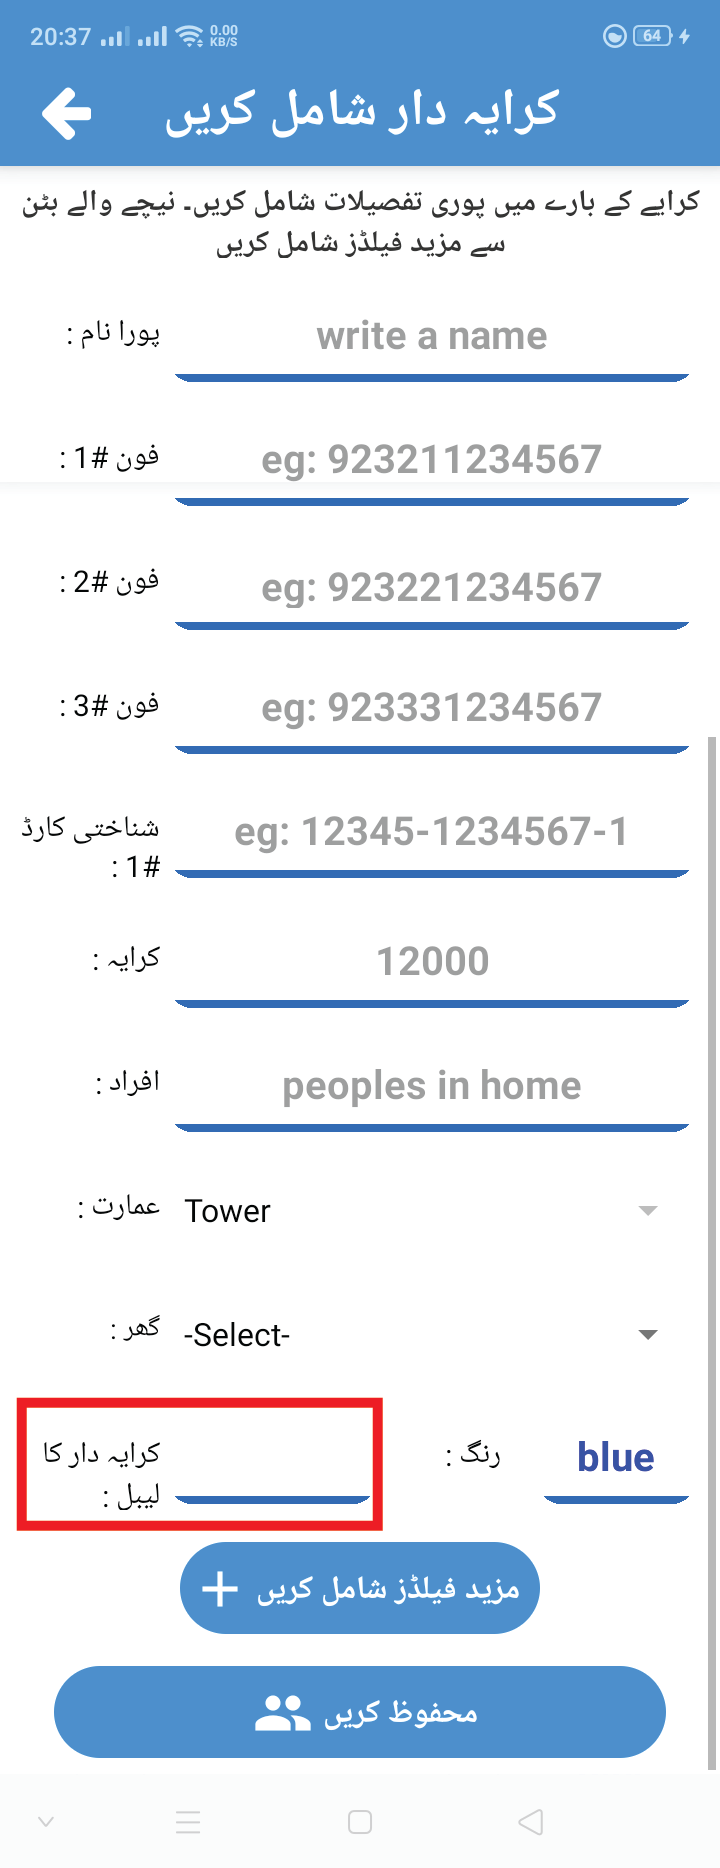 20:37 0.00 KB/S 64
کرایہ دار شامل کریں
کرایے کے بارے میں پوری تفصیلات شامل کریں۔ نیچے والے بٹن
سے مزید فیلڈز شامل کریں
پورا نام :
write a name
فون #1 :
eg: 923211234567
فون #2 :
eg: 923221234567
فون #3 :
eg: 923331234567
شناختی کارڈ
#1 :
eg: 12345-1234567-1
کرایہ :
12000
افراد :
peoples in home
عمارت :
Tower
گھر :
-Select-
کرایہ دار کا
لیبل :
رنگ :
blue
مزید فیلڈز شامل کریں
محفوظ کریں